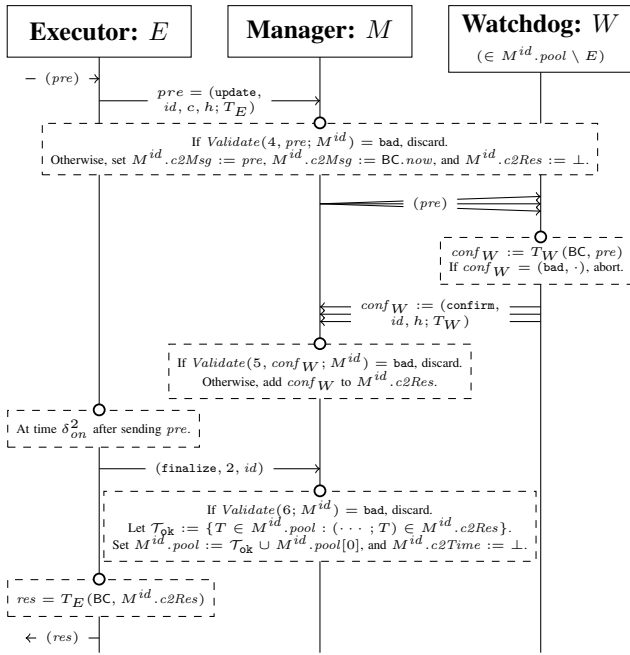 Executor: E
Manager: M
Watchdog: W
(∈ M^id.pool \ E)
(pre)
pre = (update,
id, c, h; T_E)
If Validate(4, pre; M^id) = bad, discard.
Otherwise, set M^id.c2Msg := pre, M^id.c2Msg := BC.now, and M^id.c2Res := ⊥.
(pre)
conf_W := T_W(BC, pre)
If conf_W = (bad, ·), abort.
conf_W := (confirm,
id, h; T_W)
If Validate(5, conf_W; M^id) = bad, discard.
Otherwise, add conf_W to M^id.c2Res.
At time δ^2_on after sending pre.
(finalize, 2, id)
If Validate(6; M^id) = bad, discard.
Let 𝒯_ok := {T ∈ M^id.pool : (· · · ; T) ∈ M^id.c2Res}.
Set M^id.pool := 𝒯_ok ∪ M^id.pool[0], and M^id.c2Time := ⊥.
res = T_E(BC, M^id.c2Res)
(res)